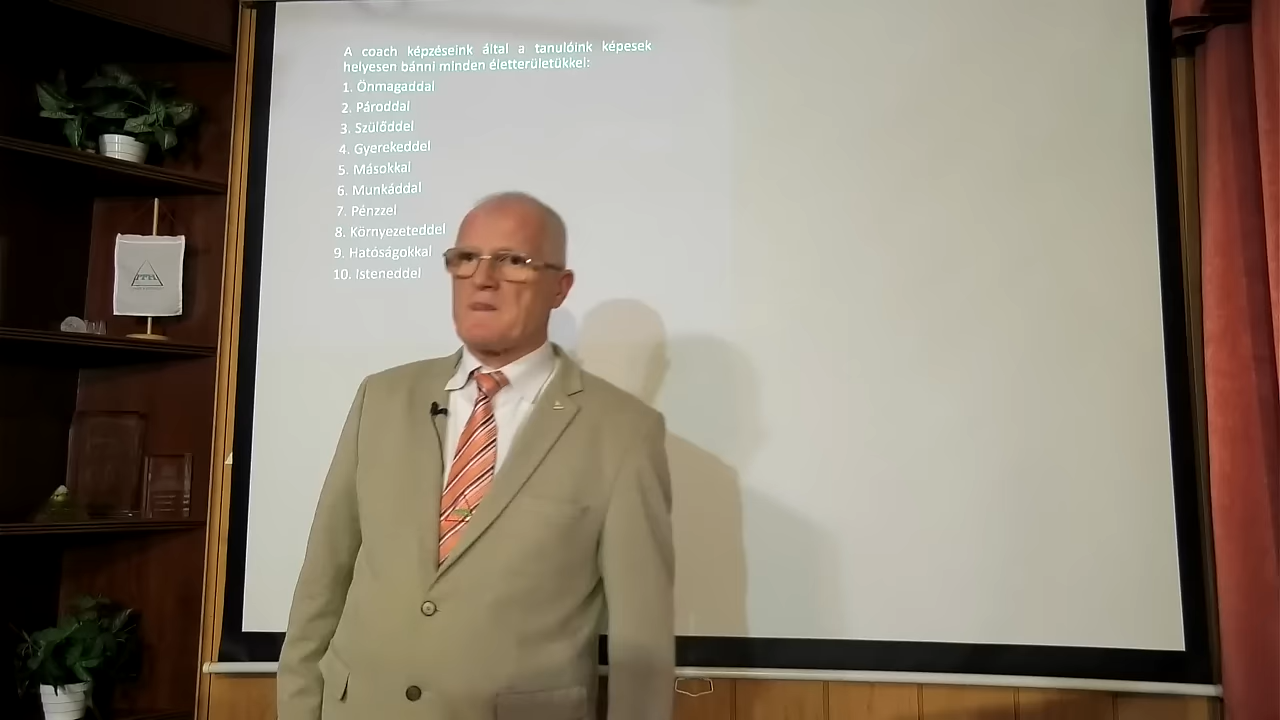 A coach képzéseink által a tanulóink képesek
helyesen bánni minden életterületükkel:
1. Önmagaddal
2. Pároddal
3. Szülőddel
4. Gyerekeddel
5. Másokkal
6. Munkáddal
7. Pénzzel
8. Környezeteddel
9. Hatóságokkal
10. Isteneddel